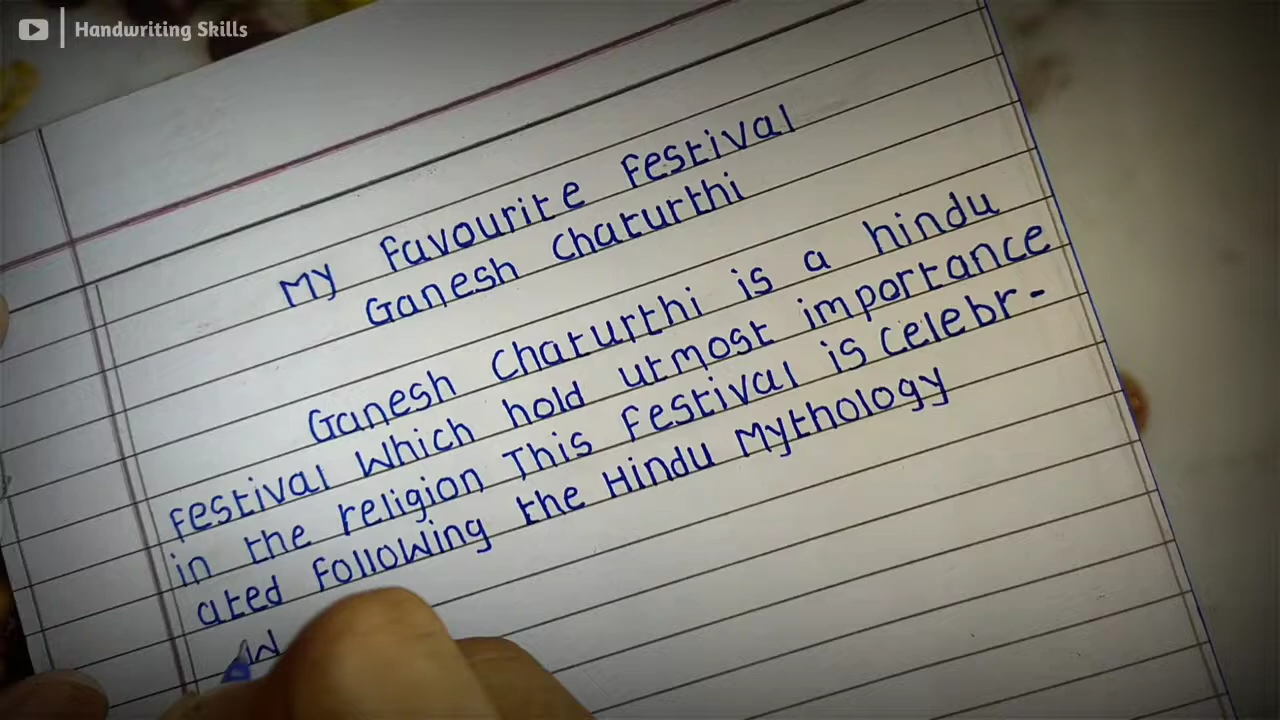 Handwriting Skills
My Favourite Festival
Ganesh Chaturthi
Ganesh Chaturthi is a hindu
Festival Which hold utmost importance
in the religion This Festival is celebr-
ated Following the Hindu Mythology